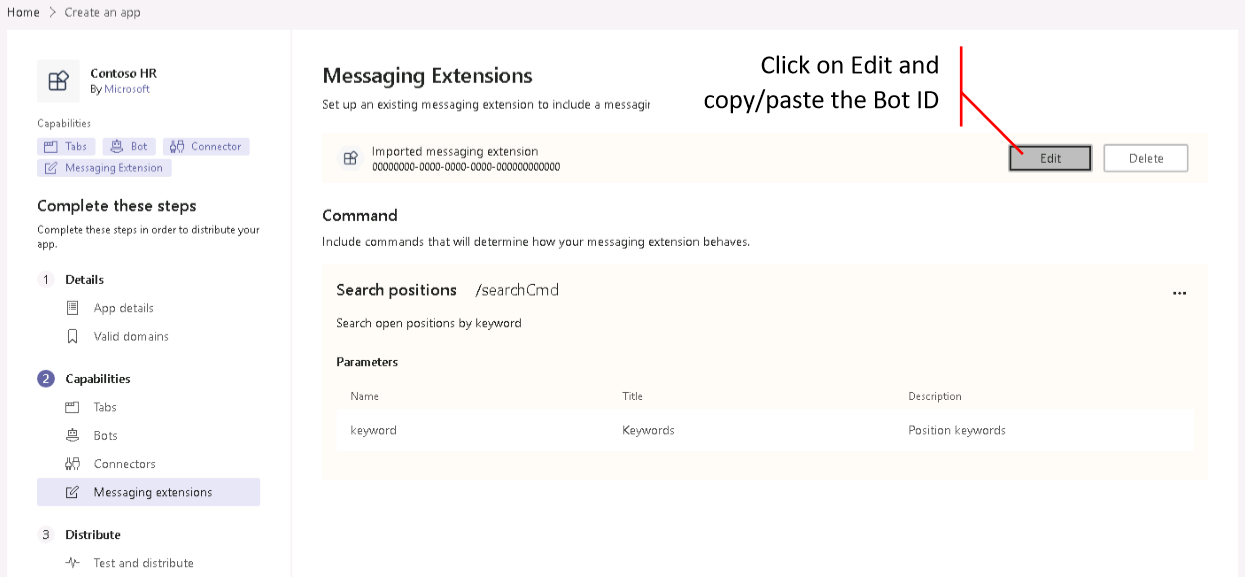 Home > Create an app
Contoso HR
By Microsoft
Capabilities
Tabs
Bot
Connector
Messaging Extension
Complete these steps
Complete these steps in order to distribute your
app.
1 Details
App details
Valid domains
2 Capabilities
Tabs
Bots
Connectors
Messaging extensions
3 Distribute
Test and distribute
Messaging Extensions
Set up an existing messaging extension to include a messagin
Click on Edit and
copy/paste the Bot ID
Imported messaging extension
00000000-0000-0000-0000-000000000000
Edit
Delete
Command
Include commands that will determine how your messaging extension behaves.
Search positions /searchCmd
...
Search open positions by keyword
Parameters
Name Title Description
keyword Keywords Position keywords